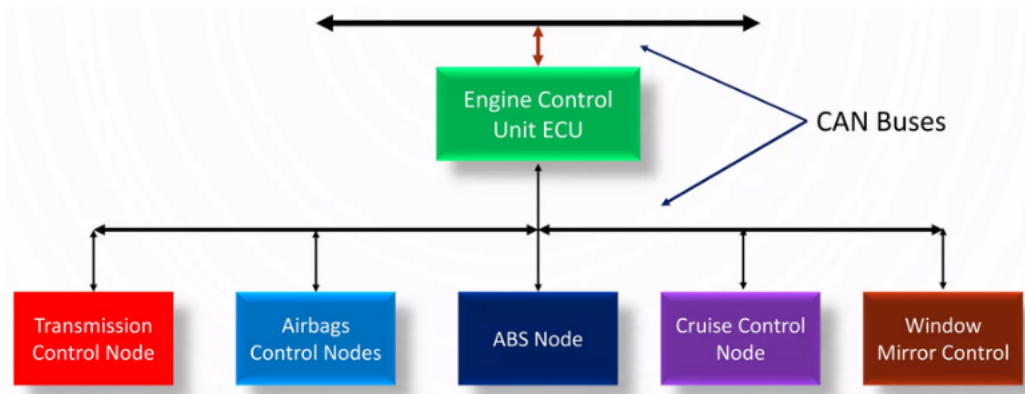 Engine Control
Unit ECU
CAN Buses
Transmission
Control Node
Airbags
Control Nodes
ABS Node
Cruise Control
Node
Window
Mirror Control